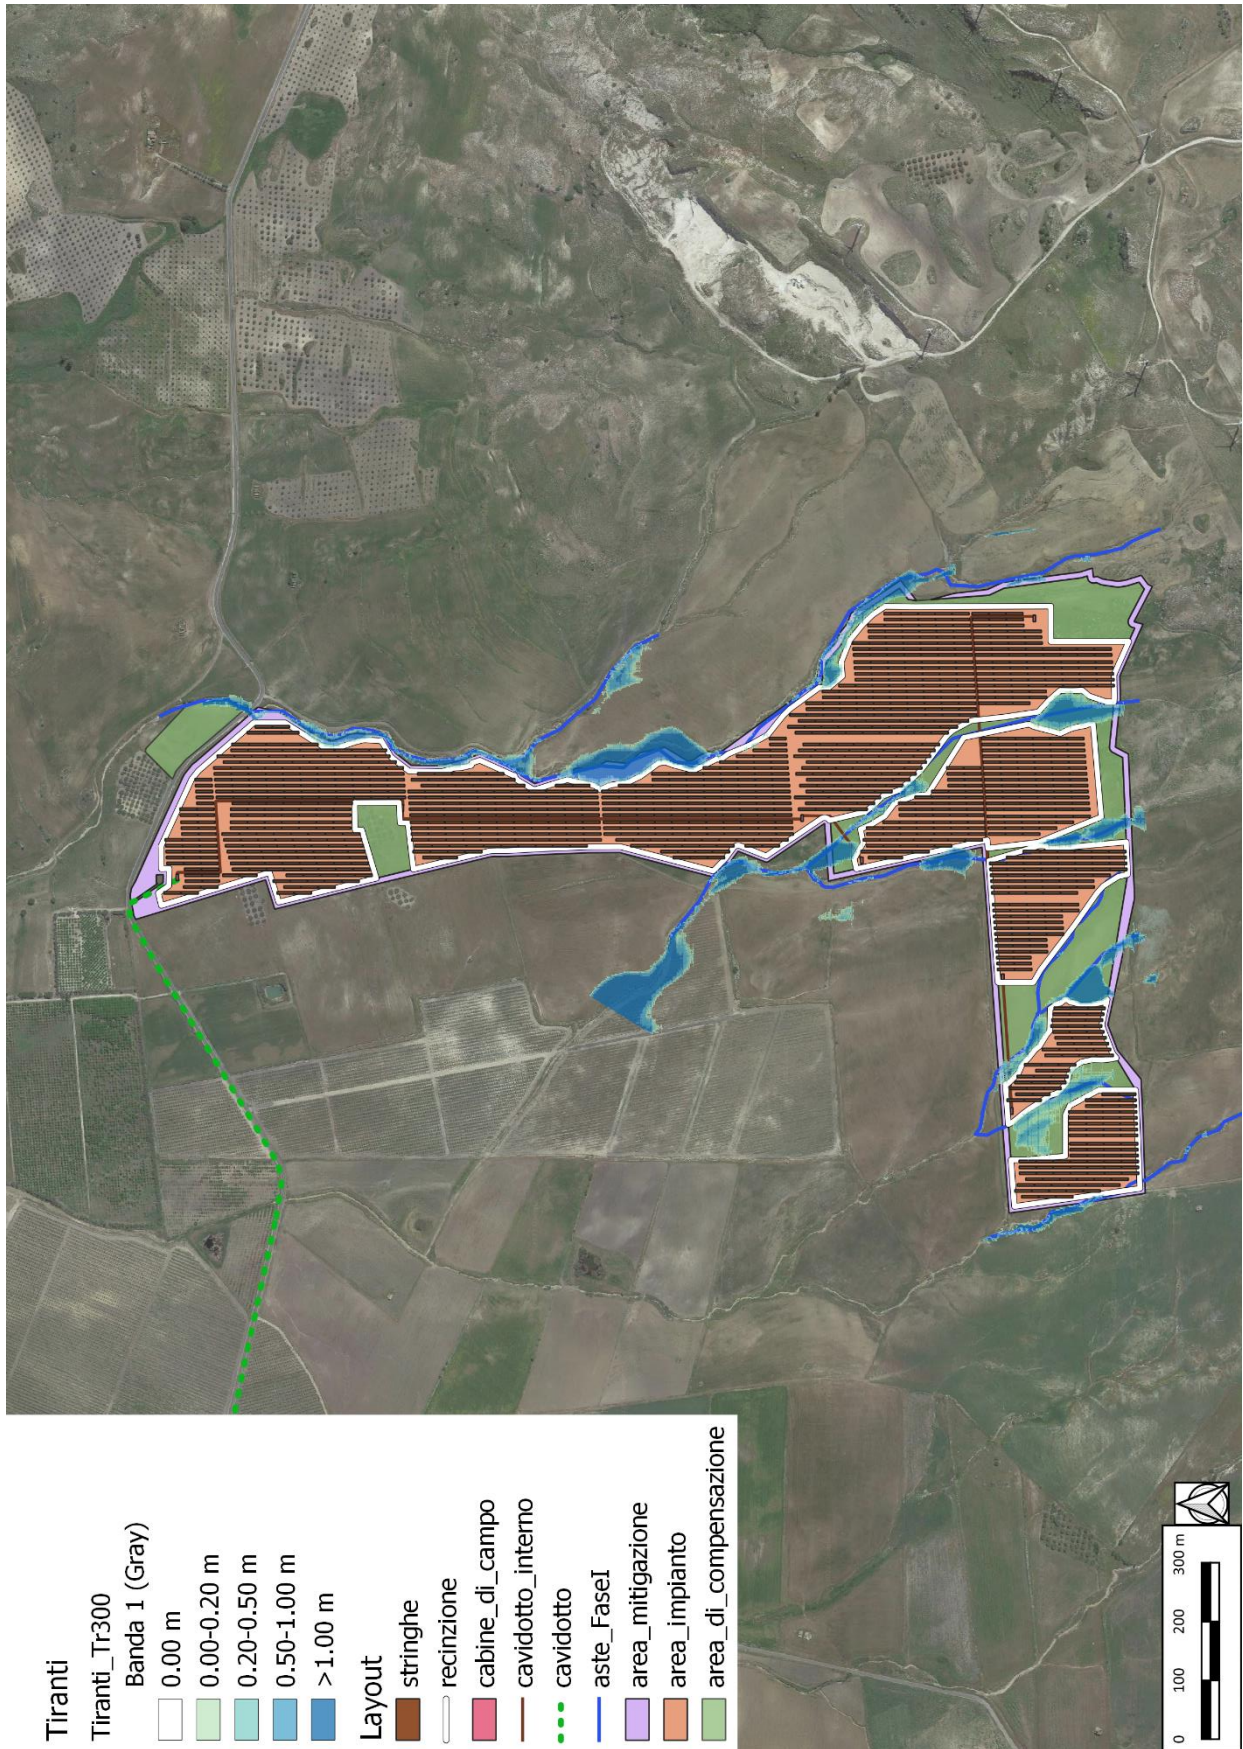 Tiranti
Tiranti_Tr300
Banda 1 (Gray)
0.00 m
0.00-0.20 m
0.20-0.50 m
0.50-1.00 m
>1.00 m
Layout
stringhe
recinzione
cabine_di_campo
cavidotto_interno
cavidotto
aste_FaseI
area_mitigazione
area_impianto
area_di_compensazione
0 100 200 300 m